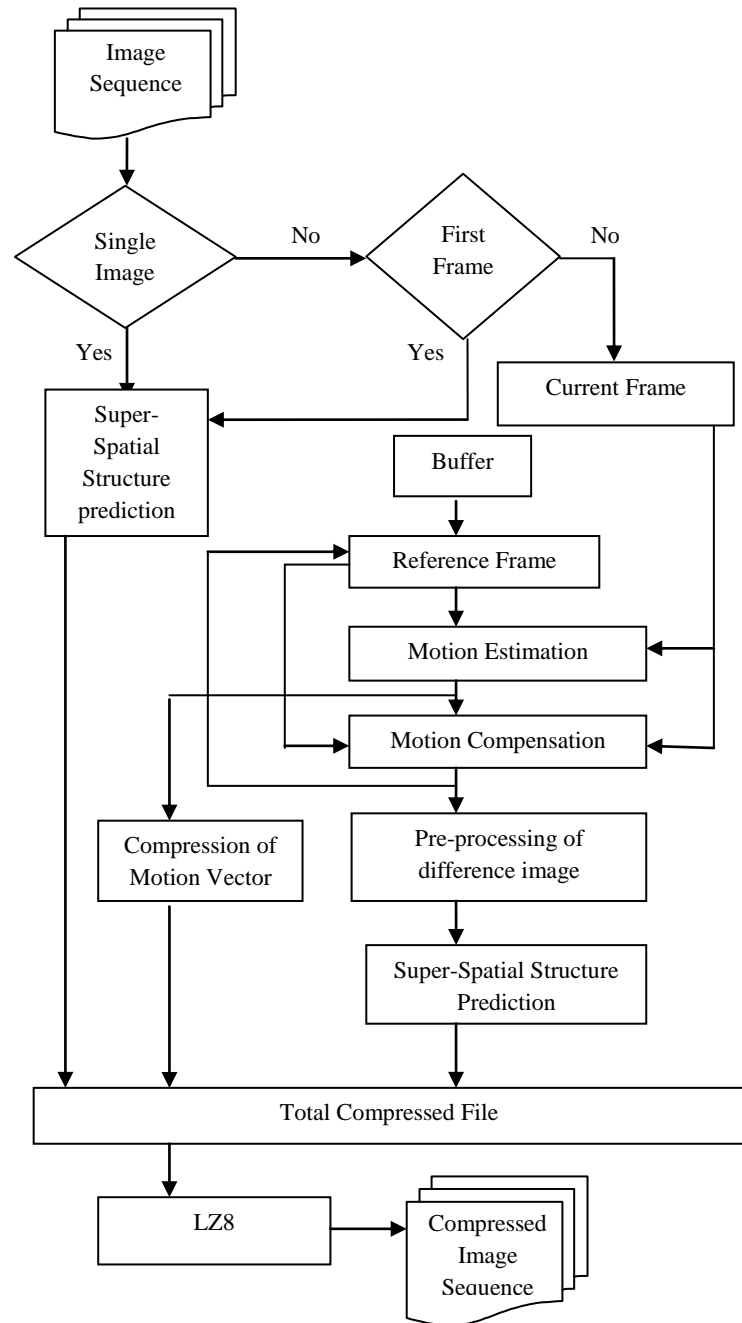 Image
Sequence
Single
Image
No
First
Frame
No
Yes
Yes
Current Frame
Super-
Spatial
Structure
prediction
Buffer
Reference Frame
Motion Estimation
Motion Compensation
Compression of
Motion Vector
Pre-processing of
difference image
Super-Spatial Structure
Prediction
Total Compressed File
LZ8
Compressed
Image
Sequence